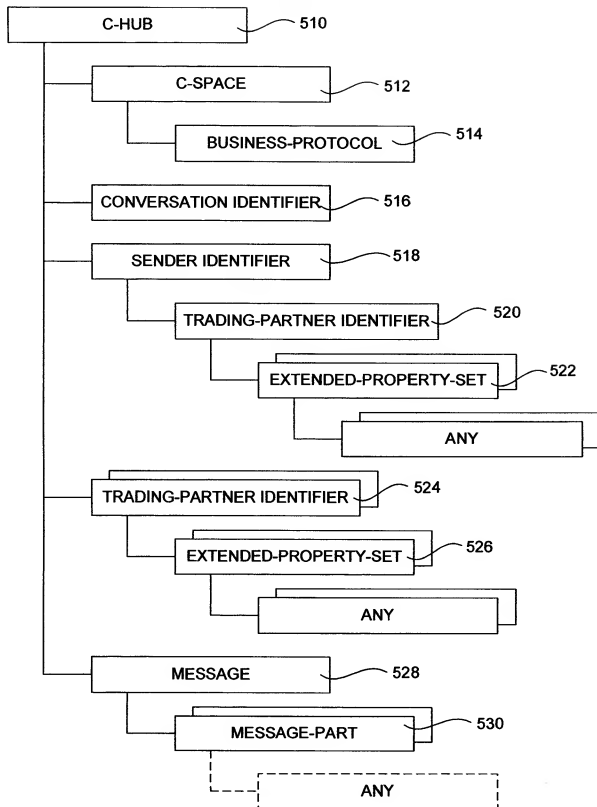 C-HUB 510
C-SPACE 512
BUSINESS-PROTOCOL 514
CONVERSATION IDENTIFIER 516
SENDER IDENTIFIER 518
TRADING-PARTNER IDENTIFIER 520
EXTENDED-PROPERTY-SET 522
ANY
TRADING-PARTNER IDENTIFIER 524
EXTENDED-PROPERTY-SET 526
ANY
MESSAGE 528
MESSAGE-PART 530
ANY